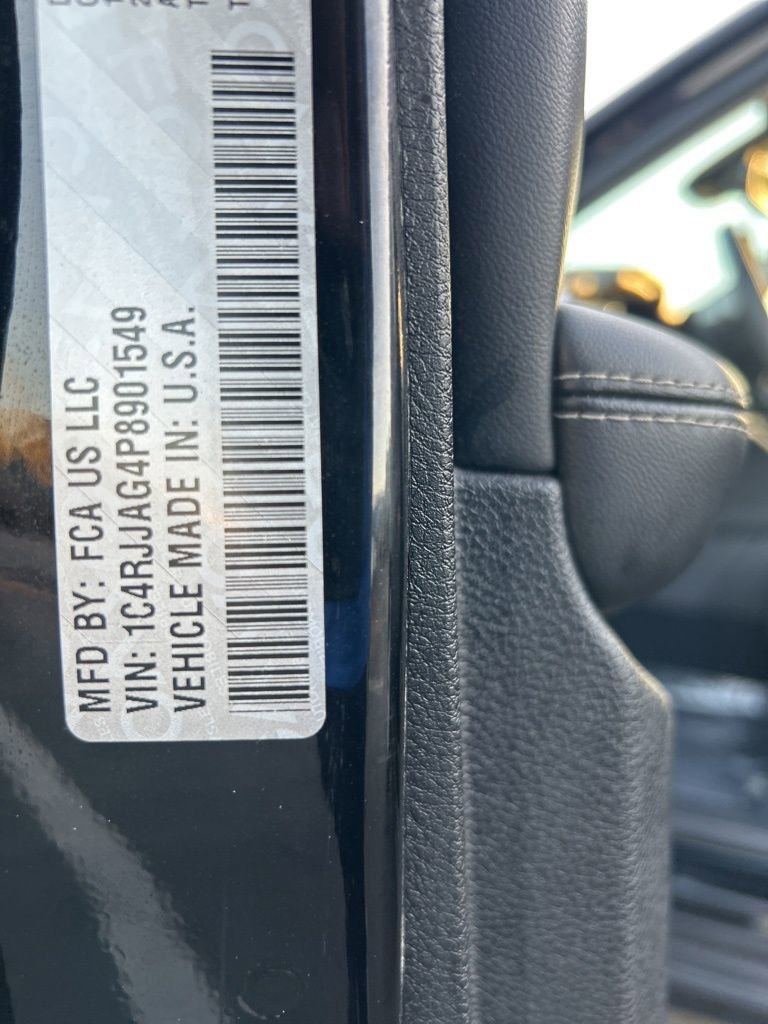 MFD BY: FCA US LLC
VIN: 1C4RJJAG4P8901549
VEHICLE MADE IN: U.S.A.